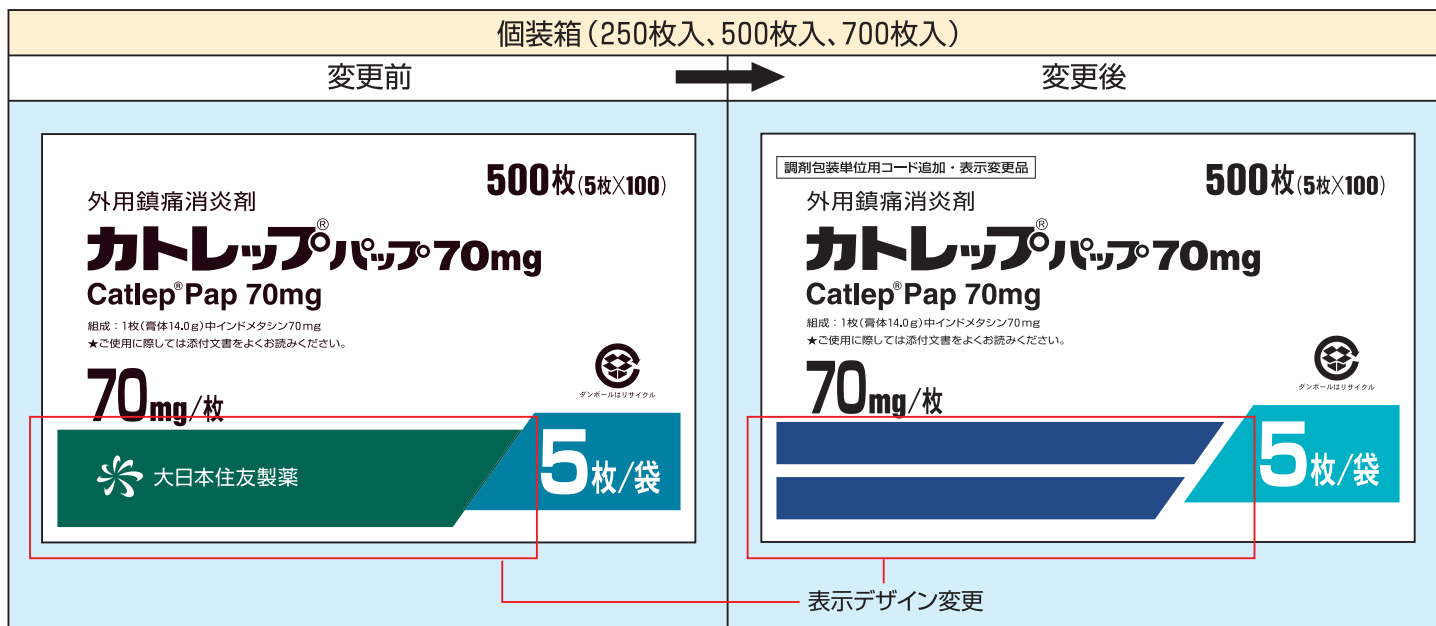 個装箱(250枚入、500枚入、700枚入)
変更前
変更後
500枚(5枚×100)
外用鎮痛消炎剤
カトレップ®パップ70mg
Catlep®Pap 70mg
組成:1枚(膏体14.0g)中インドメタシン70mg
★ご使用に際しては添付文書をよくお読みください。
ダンボールはリサイクル
70mg/枚
大日本住友製薬
5枚/袋
調剤包装単位用コード追加・表示変更品
500枚(5枚×100)
外用鎮痛消炎剤
カトレップ®パップ70mg
Catlep®Pap 70mg
組成:1枚(膏体14.0g)中インドメタシン70mg
★ご使用に際しては添付文書をよくお読みください。
ダンボールはリサイクル
70mg/枚
5枚/袋
表示デザイン変更